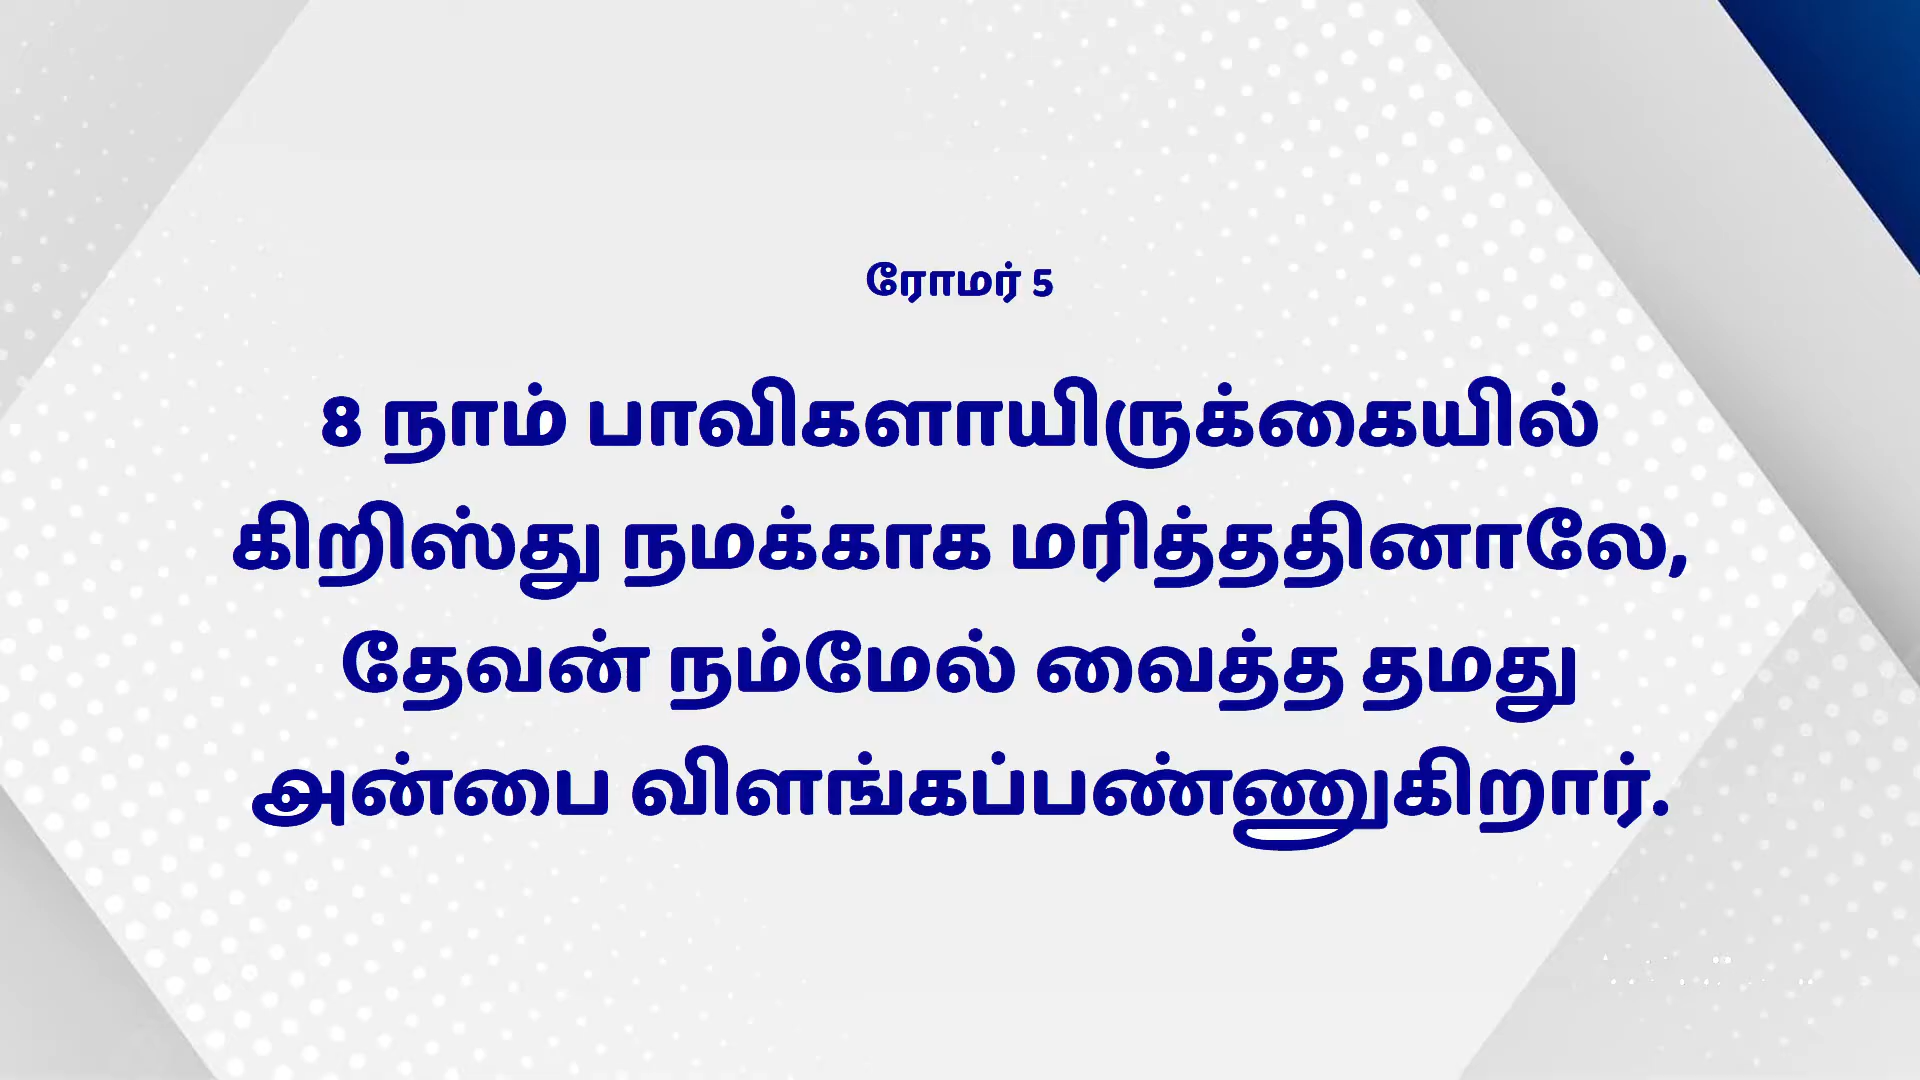 ரோமர் 5
8 நாம் பாவிகளாயிருக்கையில்
கிறிஸ்து நமக்காக மரித்ததினாலே,
தேவன் நம்மேல் வைத்த தமது
அன்பை விளங்கப்பண்ணுகிறார்.